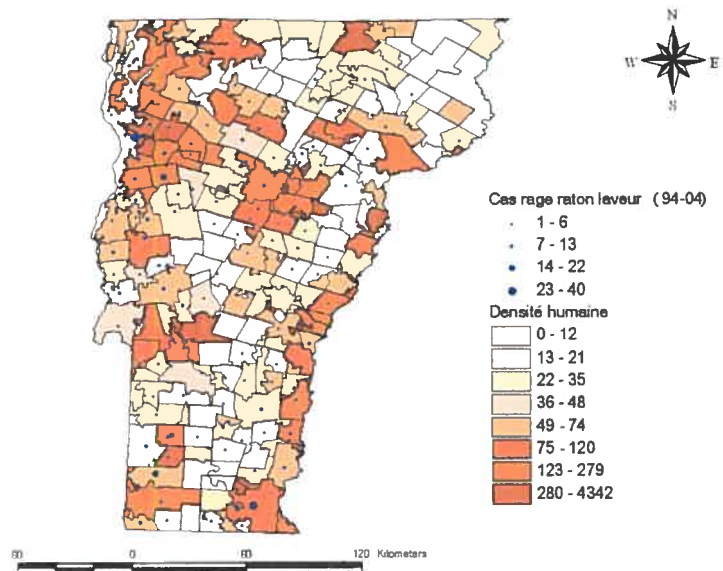 N
W E
S
Cas rage raton laveur ( 94-04)
1 - 6
7 - 13
14 - 22
23 - 40
Densité humaine
0 - 12
13 - 21
22 - 35
36 - 48
49 - 74
75 - 120
123 - 279
280 - 4342
60 0 60 120 Kilometers